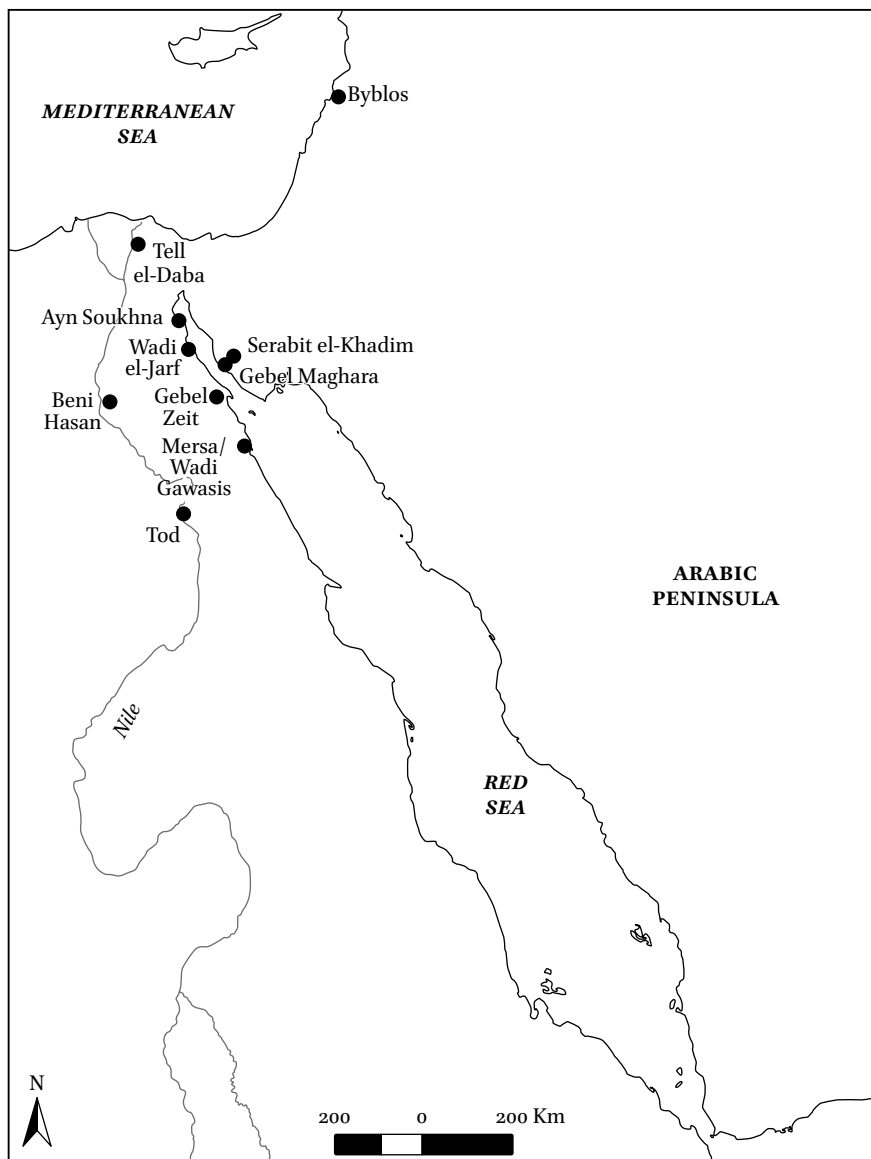 Byblos
MEDITERRANEAN
SEA
Tell
el-Daba
Ayn Soukhna
Wadi
el-Jarf
Serabit el-Khadim
Gebel Maghara
Beni
Hasan
Gebel
Zeit
Mersa/
Wadi
Gawasis
Tod
ARABIC
PENINSULA
Nile
RED
SEA
N
200 0 200 Km